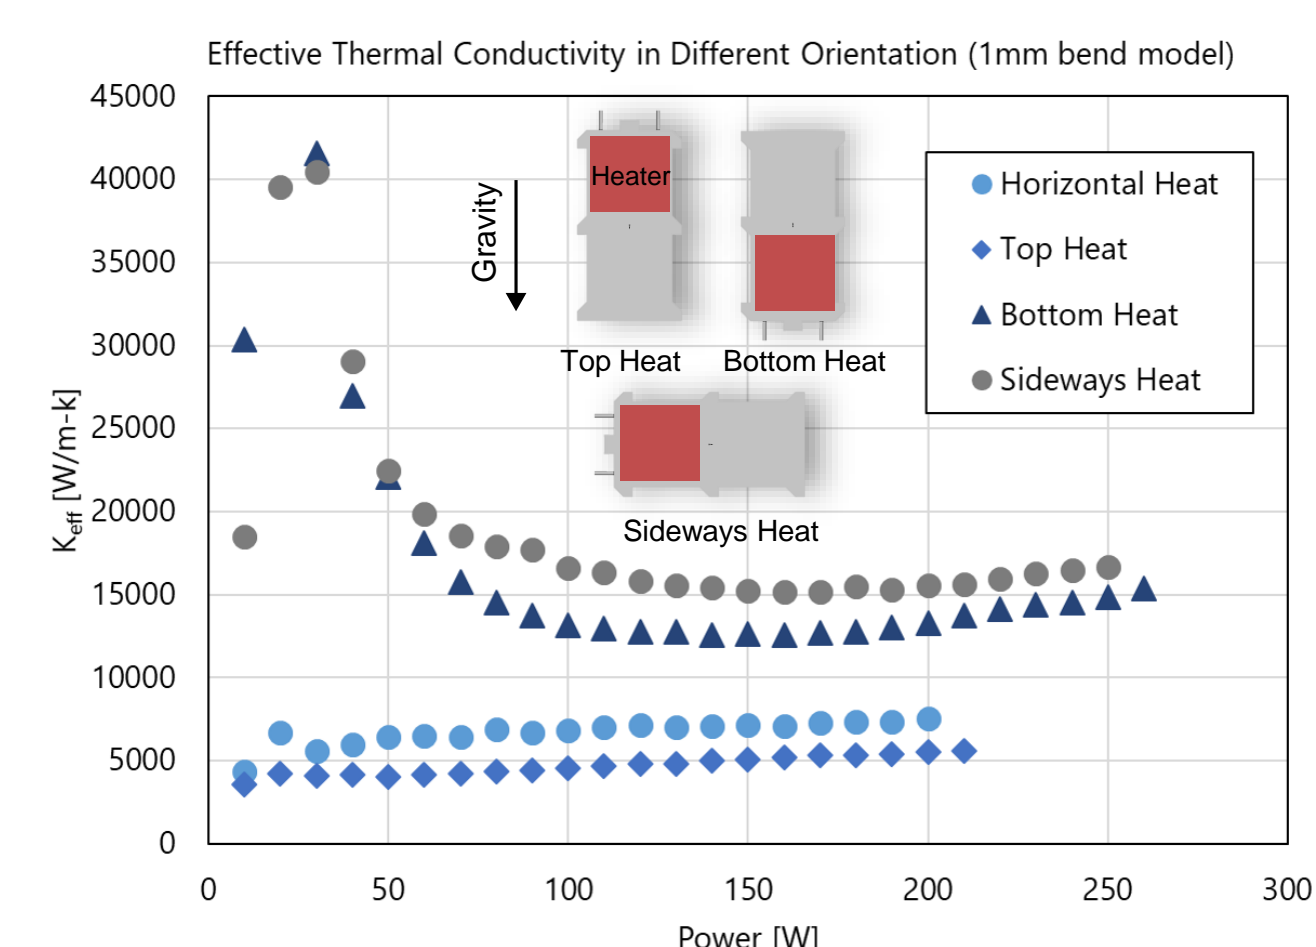 Effective Thermal Conductivity in Different Orientation (1mm bend model)
45000
40000
35000
30000
25000
20000
15000
10000
5000
0
Keff [W/m-k]
Gravity
Heater
Top Heat
Bottom Heat
Sideways Heat
Horizontal Heat
Top Heat
Bottom Heat
Sideways Heat
0 50 100 150 200 250 300
Power [W]